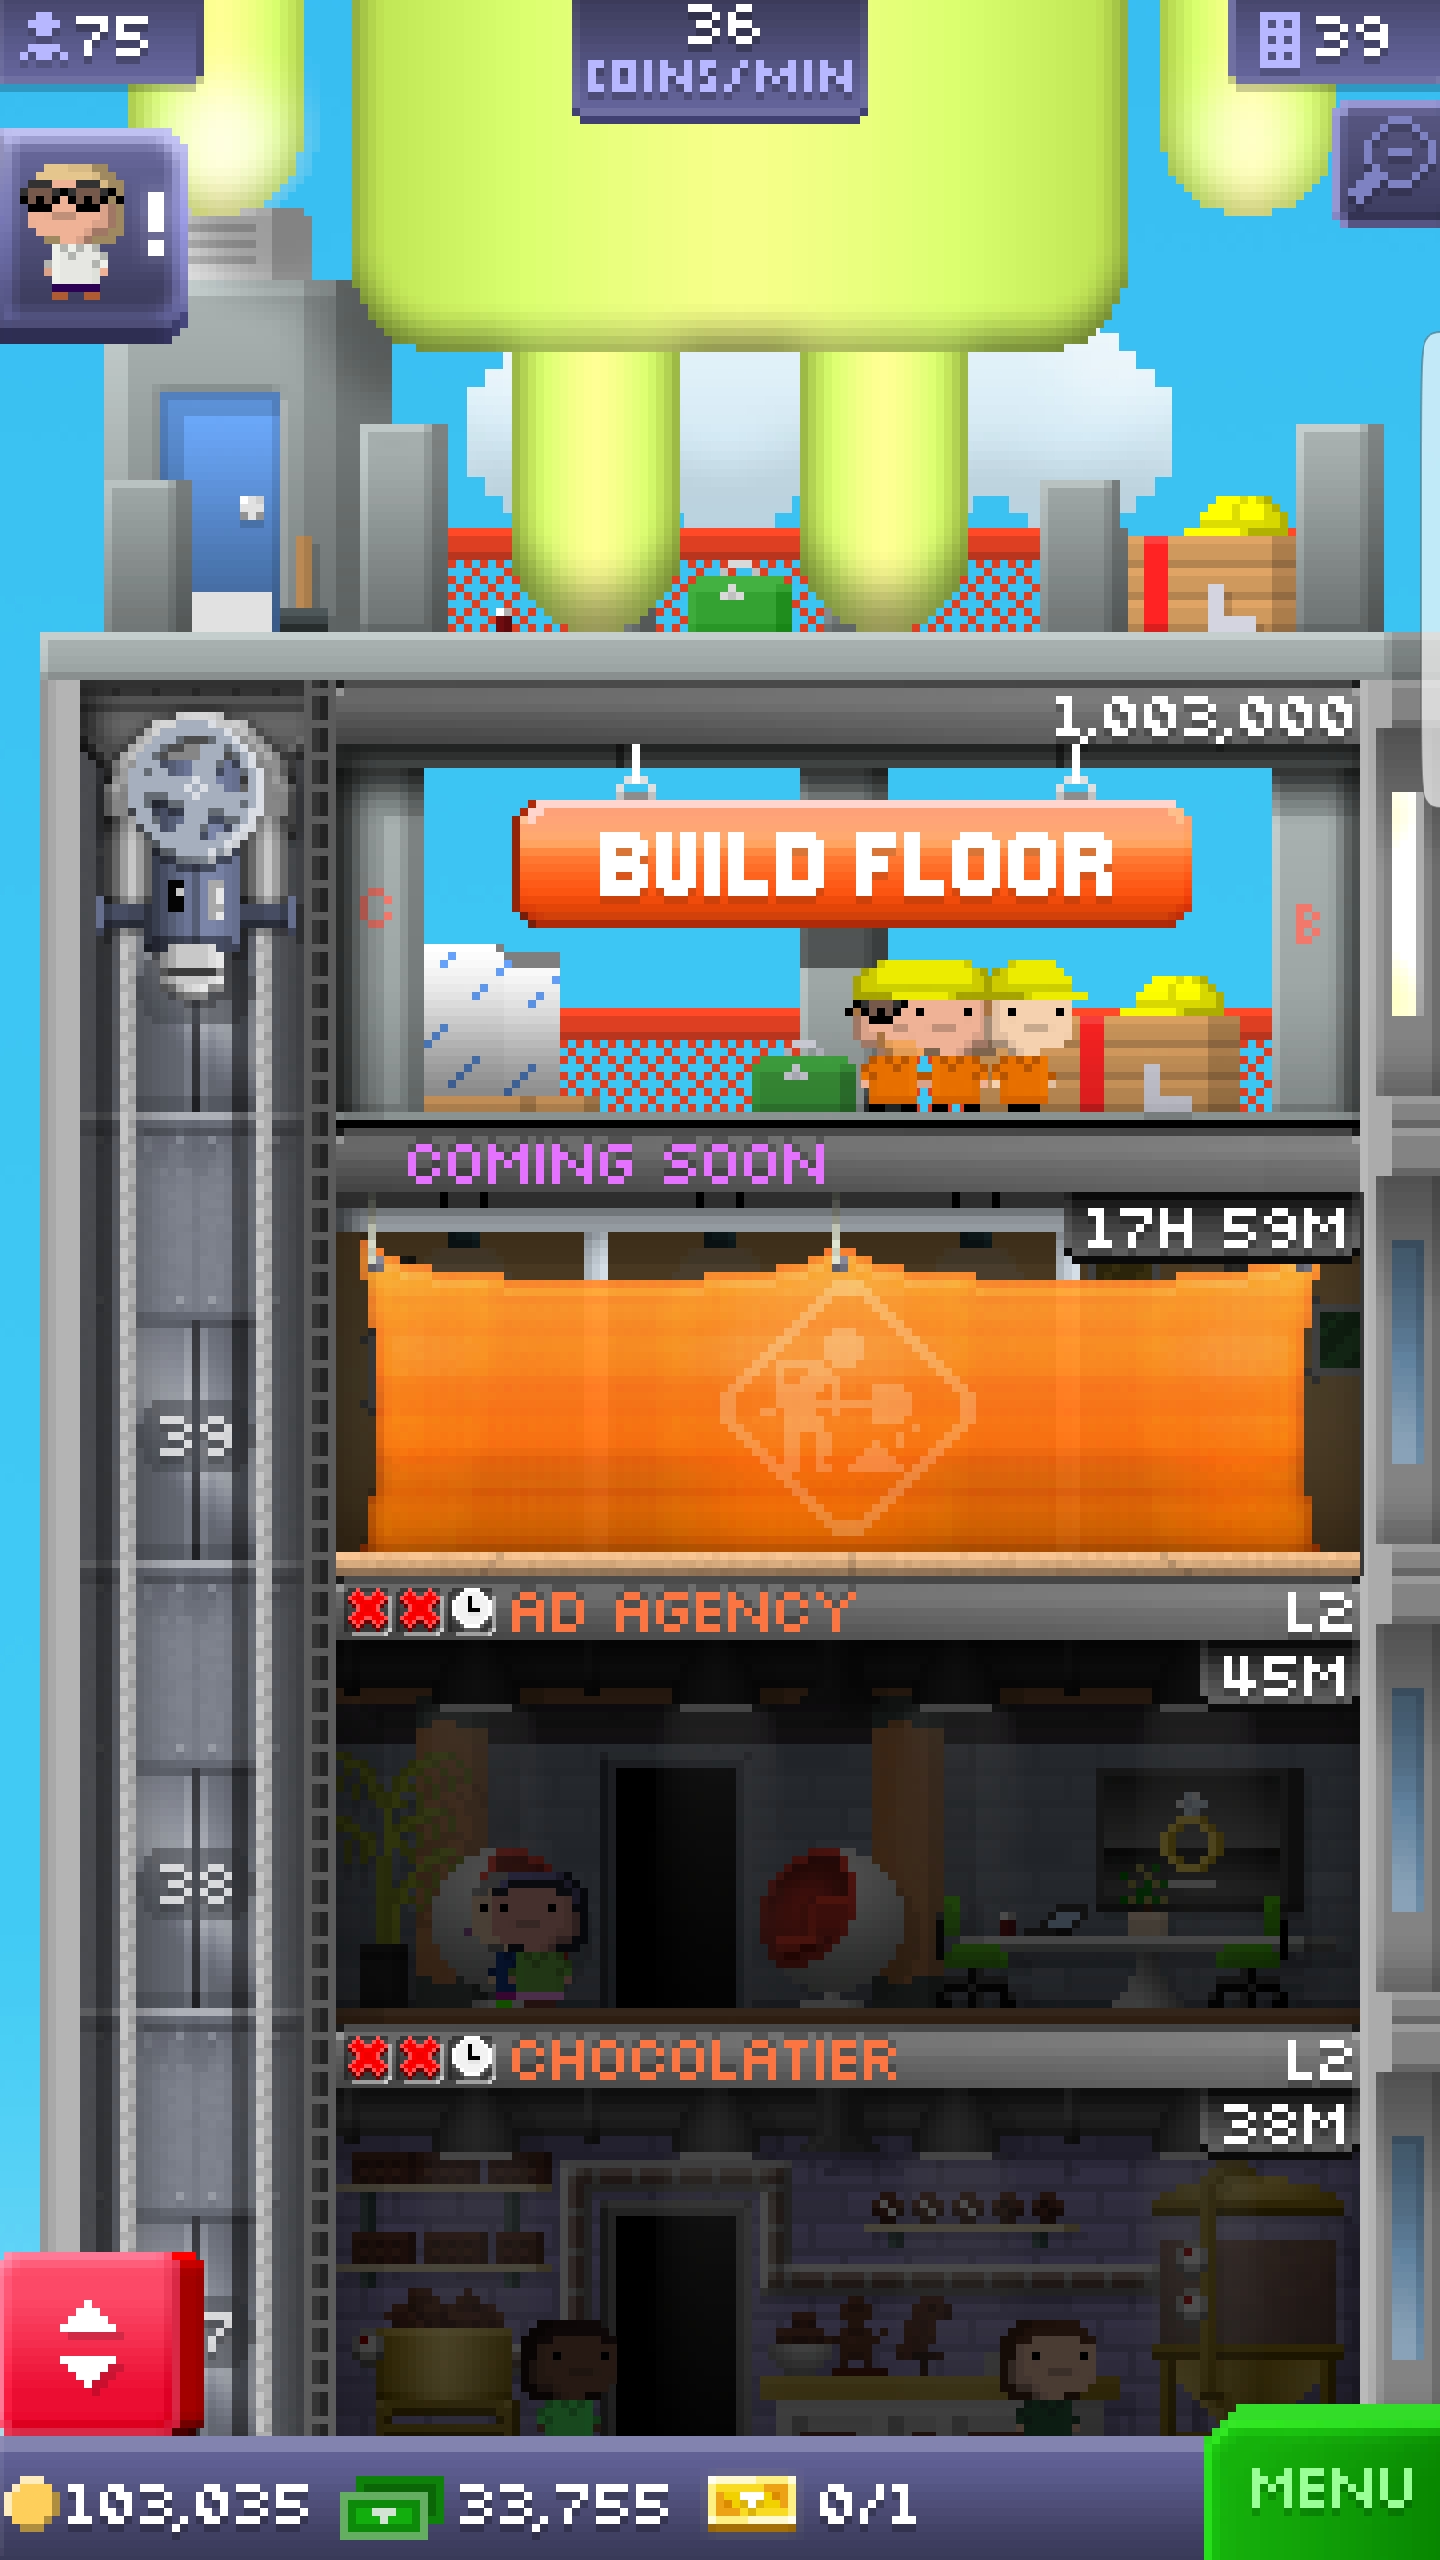 75
36
COINS/MIN
39
!
1,003,000
BUILD FLOOR
C
B
COMING SOON
17H 59M
39
AD AGENCY
L2
45M
38
CHOCOLATIER
L2
38M
7
103,035
33,755
0/1
MENU